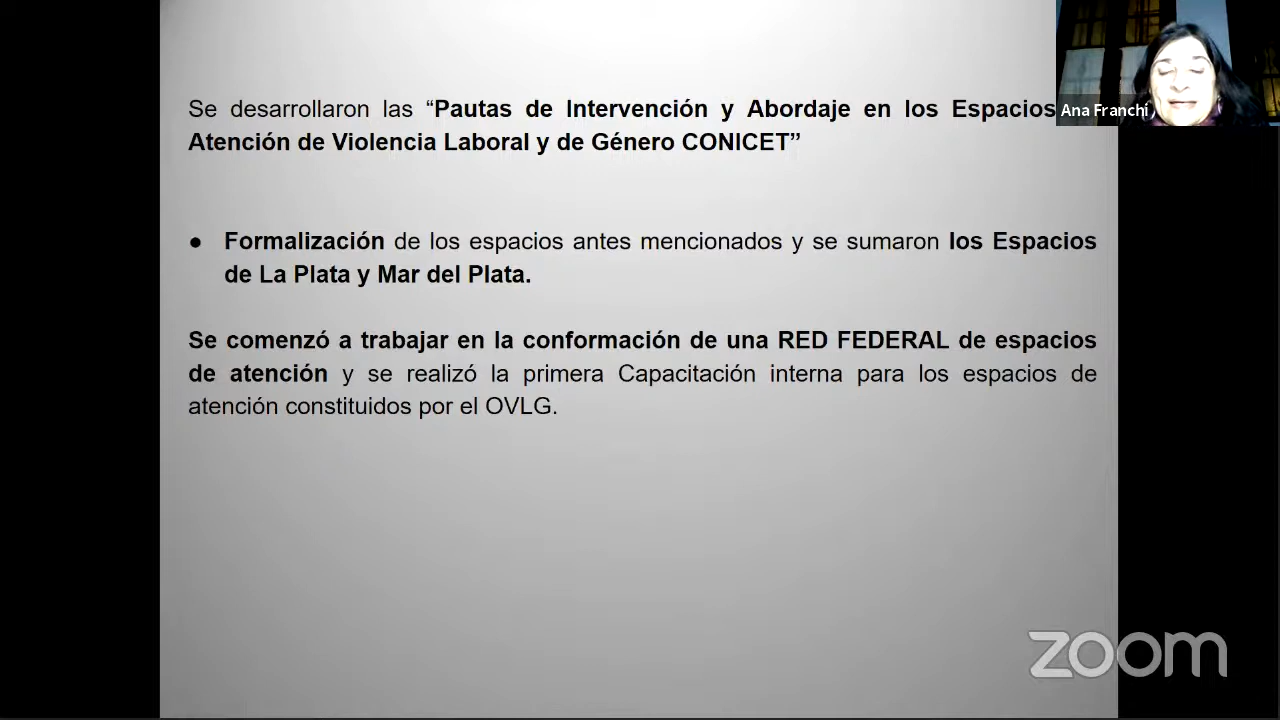 Se desarrollaron las “Pautas de Intervención y Abordaje en los Espacios
Atención de Violencia Laboral y de Género CONICET”
● Formalización de los espacios antes mencionados y se sumaron los Espacios
de La Plata y Mar del Plata.
Se comenzó a trabajar en la conformación de una RED FEDERAL de espacios
de atención y se realizó la primera Capacitación interna para los espacios de
atención constituidos por el OVLG.
Ana Franchi
zoom